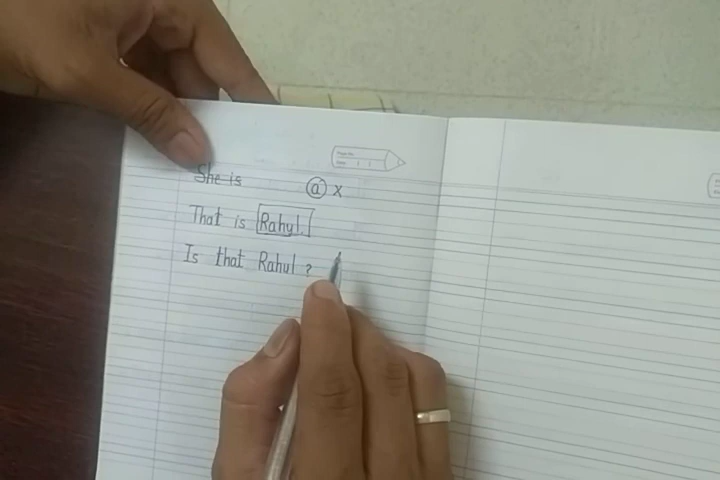 She is ⓐ x
That is Rahul.
Is that Rahul ?